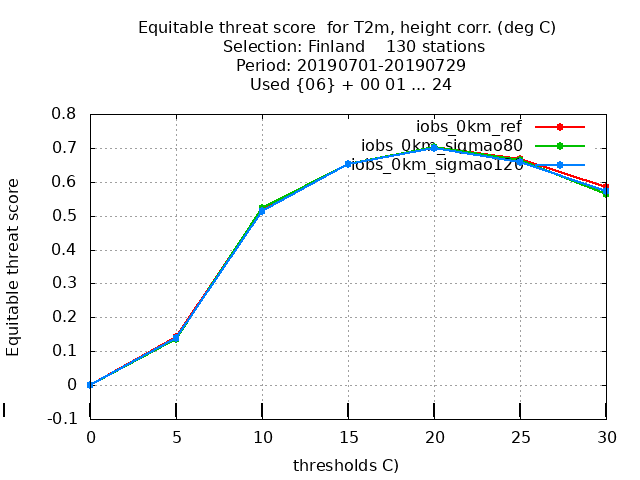 Equitable threat score for T2m, height corr. (deg C)
Selection: Finland 130 stations
Period: 20190701-20190729
Used {06} + 00 01 ... 24
0.8
0.7
0.6
0.5
0.4
0.3
0.2
0.1
0
-0.1
Equitable threat score
iobs_0km_ref
iobs_0km_sigmao80
iobs_0km_sigmao120
0 5 10 15 20 25 30
thresholds C)